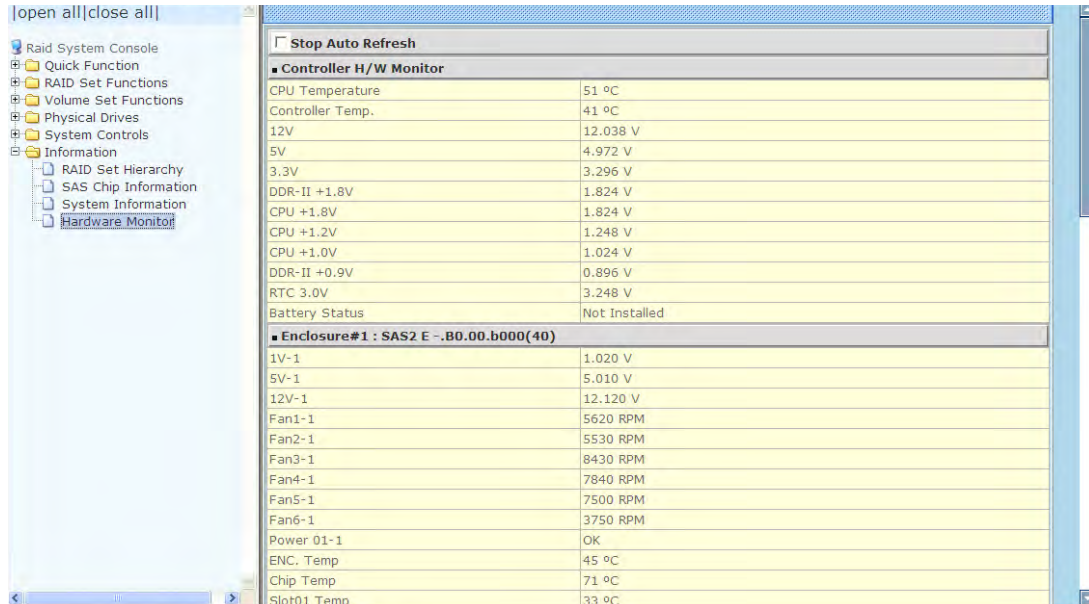 |open all|close all|
Raid System Console
Quick Function
RAID Set Functions
Volume Set Functions
Physical Drives
System Controls
Information
RAID Set Hierarchy
SAS Chip Information
System Information
Hardware Monitor
Stop Auto Refresh
Controller H/W Monitor
CPU Temperature 51 ºC
Controller Temp. 41 ºC
12V 12.038 V
5V 4.972 V
3.3V 3.296 V
DDR-II +1.8V 1.824 V
CPU +1.8V 1.824 V
CPU +1.2V 1.248 V
CPU +1.0V 1.024 V
DDR-II +0.9V 0.896 V
RTC 3.0V 3.248 V
Battery Status Not Installed
Enclosure#1 : SAS2 E -.B0.00.b000(40)
1V-1 1.020 V
5V-1 5.010 V
12V-1 12.120 V
Fan1-1 5620 RPM
Fan2-1 5530 RPM
Fan3-1 8430 RPM
Fan4-1 7840 RPM
Fan5-1 7500 RPM
Fan6-1 3750 RPM
Power 01-1 OK
ENC. Temp 45 ºC
Chip Temp 71 ºC
Slot01 Temp 33 ºC